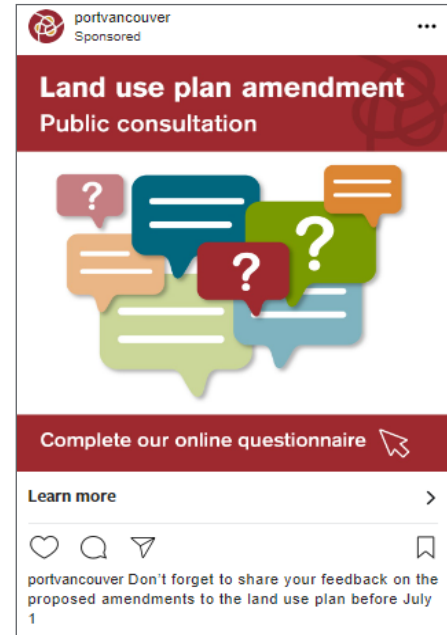 portvancouver
Sponsored
Land use plan amendment
Public consultation
?
?
?
Complete our online questionnaire
Learn more
portvancouver Don't forget to share your feedback on the
proposed amendments to the land use plan before July
1